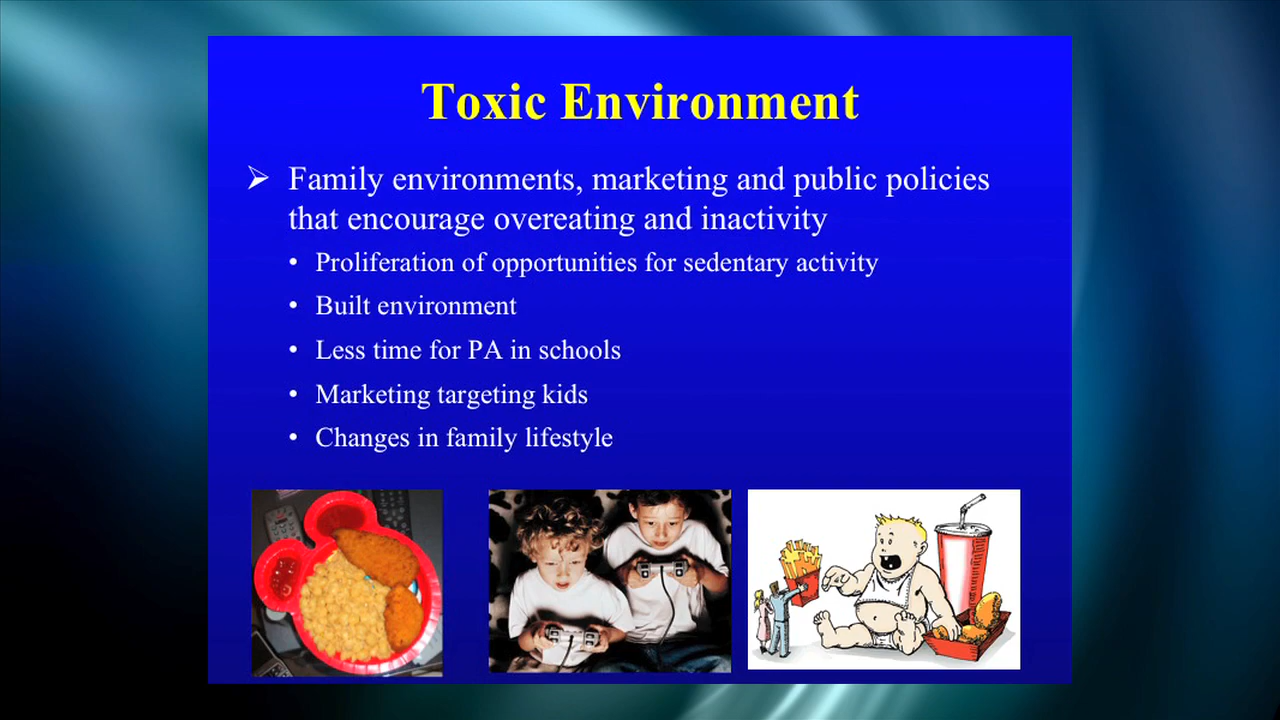 Toxic Environment
➢ Family environments, marketing and public policies
that encourage overeating and inactivity
• Proliferation of opportunities for sedentary activity
• Built environment
• Less time for PA in schools
• Marketing targeting kids
• Changes in family lifestyle